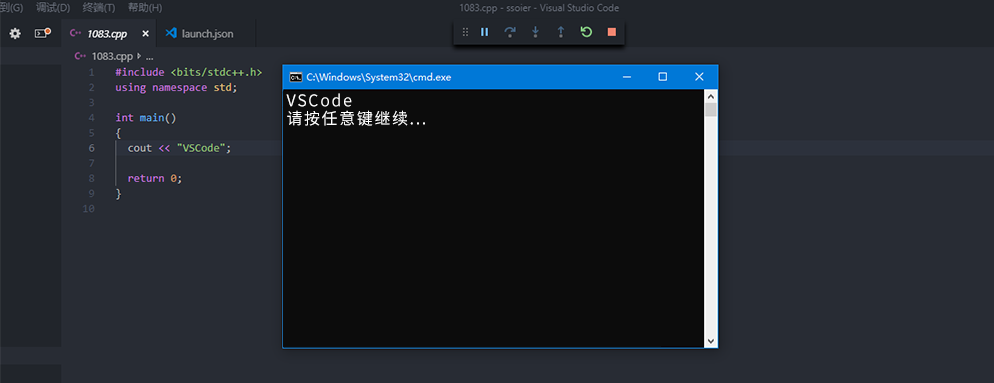 到(G) 调试(D) 终端(T) 帮助(H) 1083.cpp - ssoier - Visual Studio Code
1083.cpp launch.json
1083.cpp ...
1 #include <bits/stdc++.h>
2 using namespace std;
3
4 int main()
5 {
6 cout << "VSCode";
7
8 return 0;
9 }
10
C:\Windows\System32\cmd.exe
VSCode
请按任意键继续...